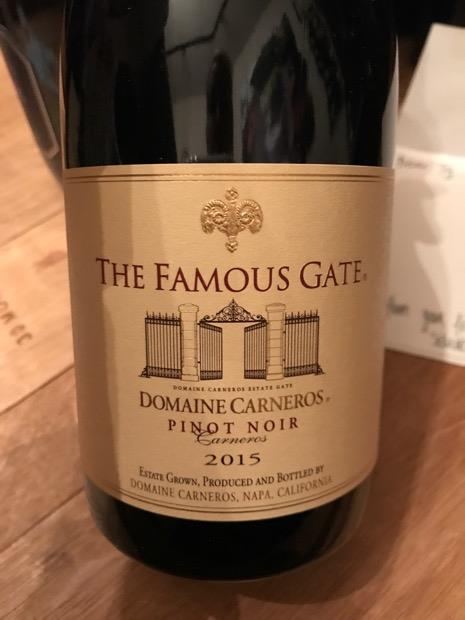 THE FAMOUS GATE®
DOMAINE CARNEROS ESTATE GATE
DOMAINE CARNEROS®
PINOT NOIR
Carneros
2015
ESTATE GROWN, PRODUCED AND BOTTLED BY
DOMAINE CARNEROS, NAPA, CALIFORNIA